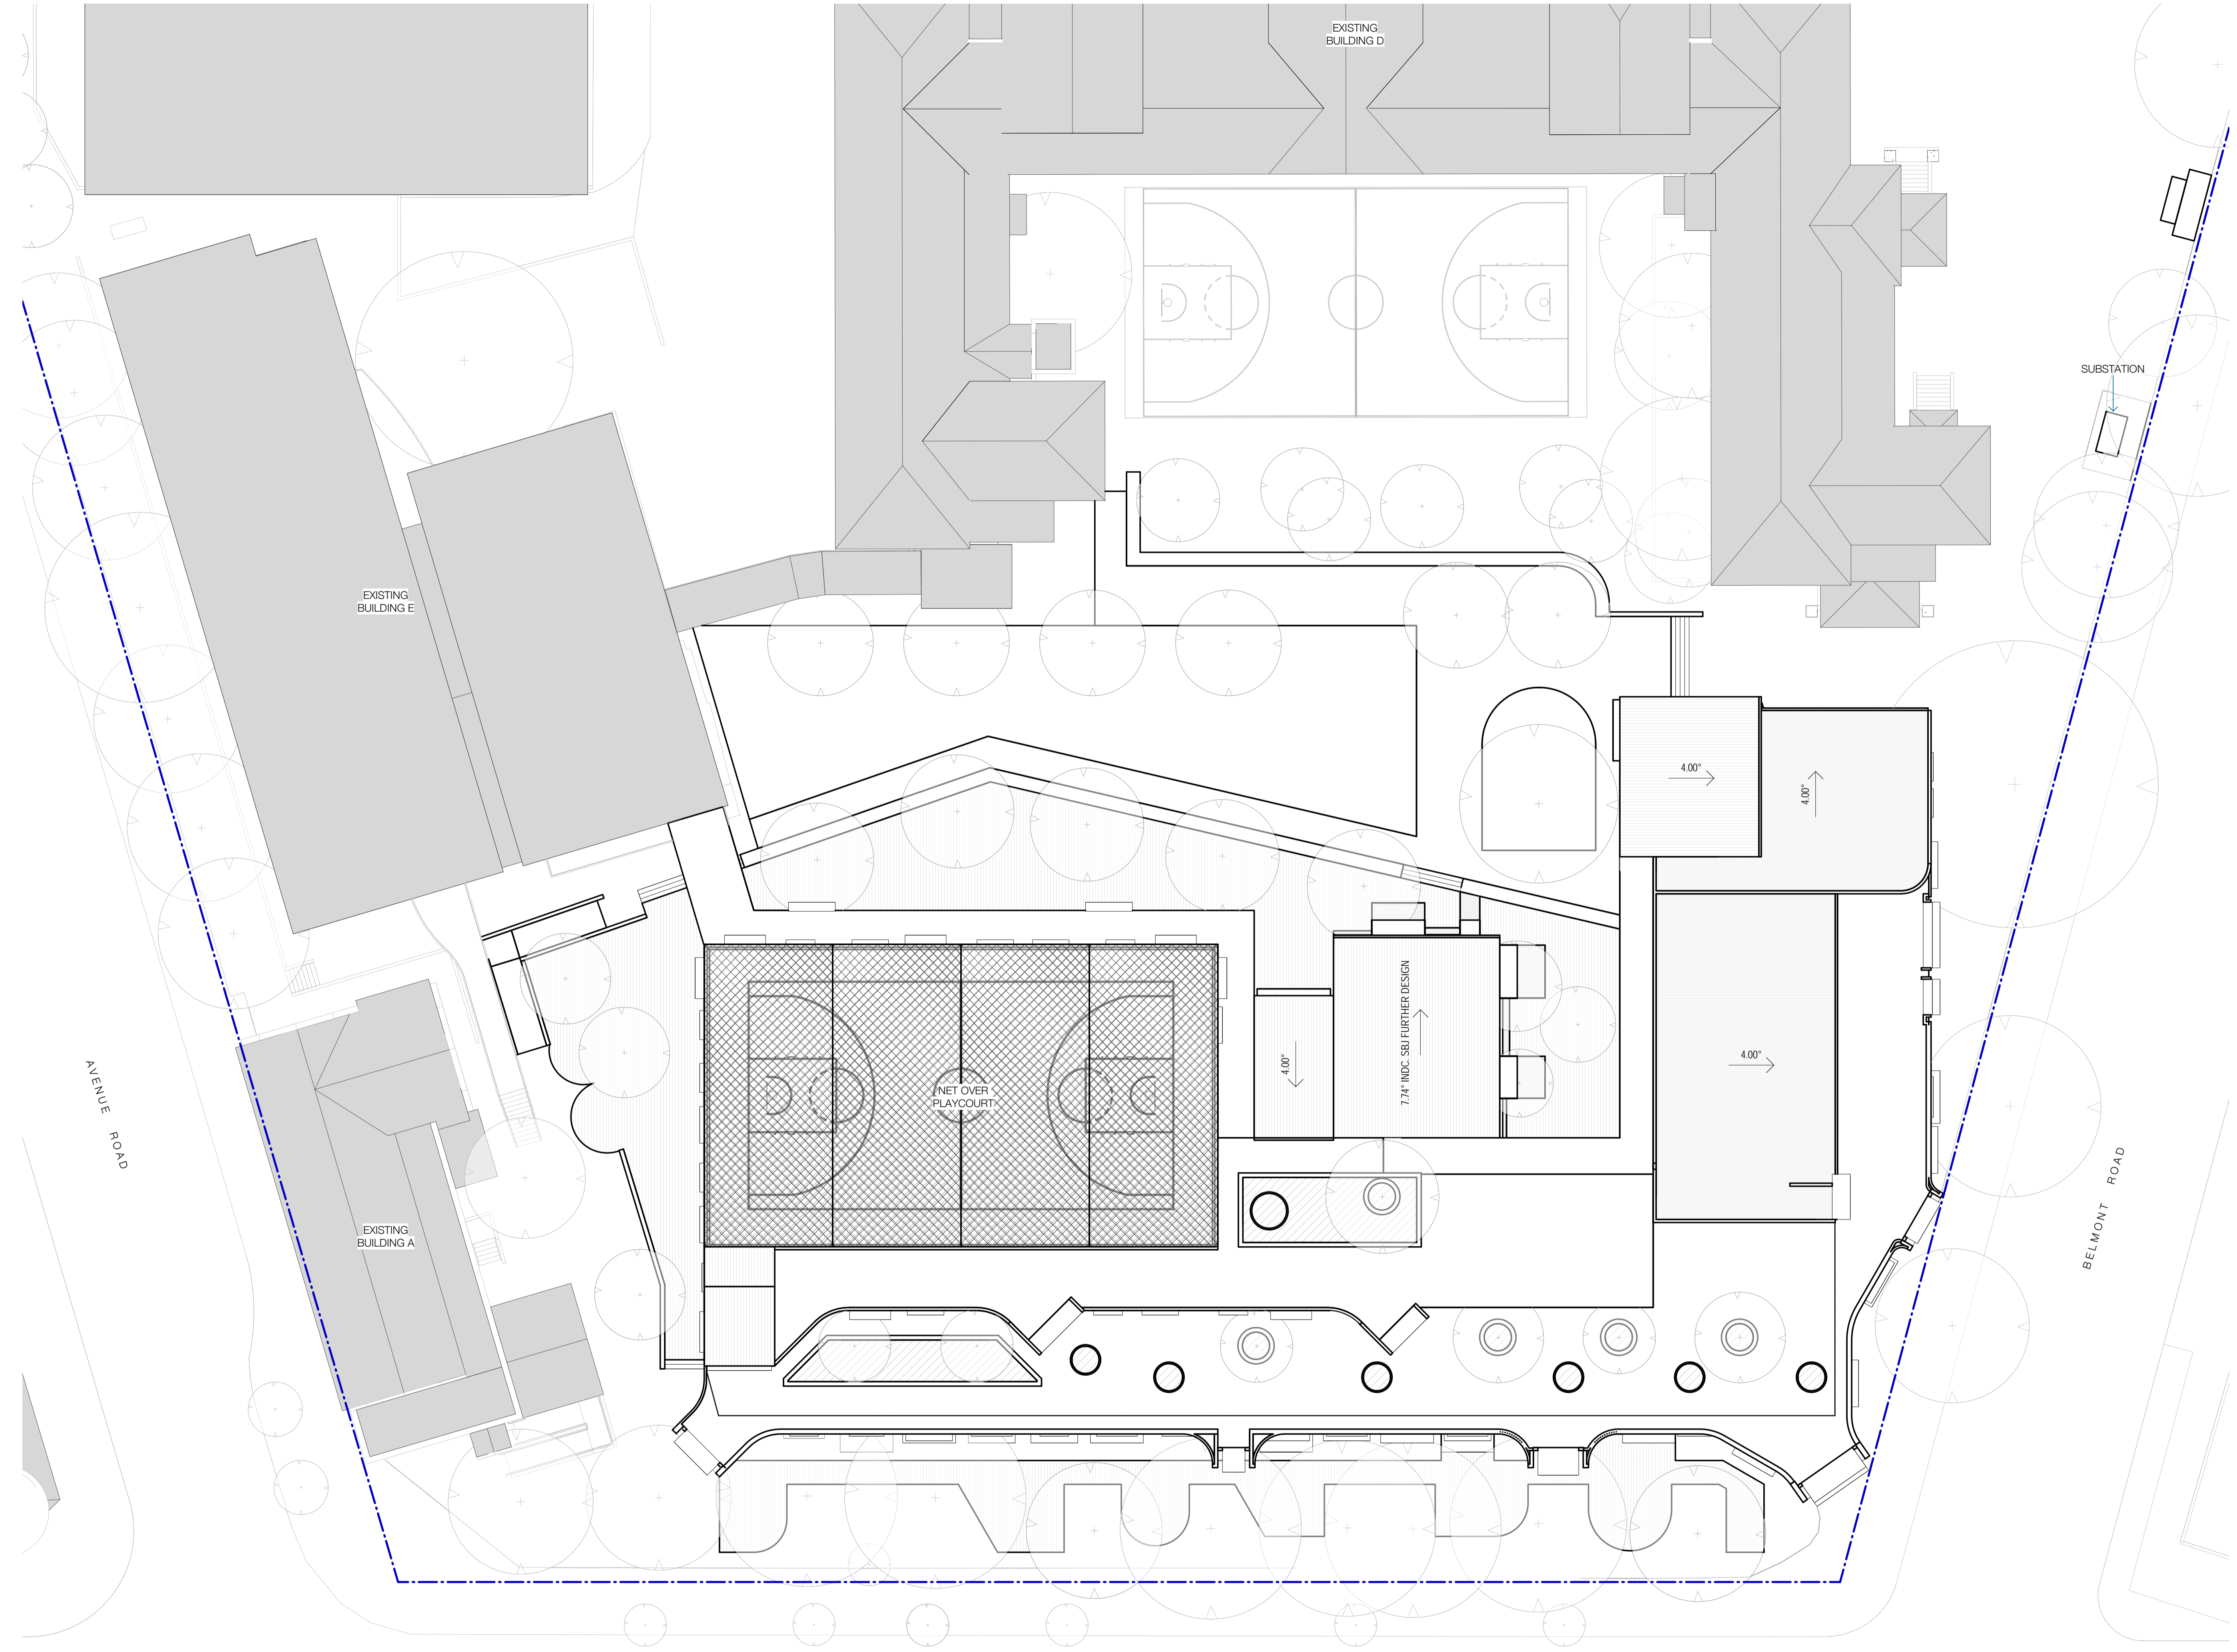 EXISTING
BUILDING D
SUBSTATION
EXISTING
BUILDING E
4.00°
4.00°
7.74° INDC. SBJ FURTHER DESIGN
4.00°
4.00°
NET OVER
PLAYCOURT
AVENUE ROAD
BELMONT ROAD
EXISTING
BUILDING A